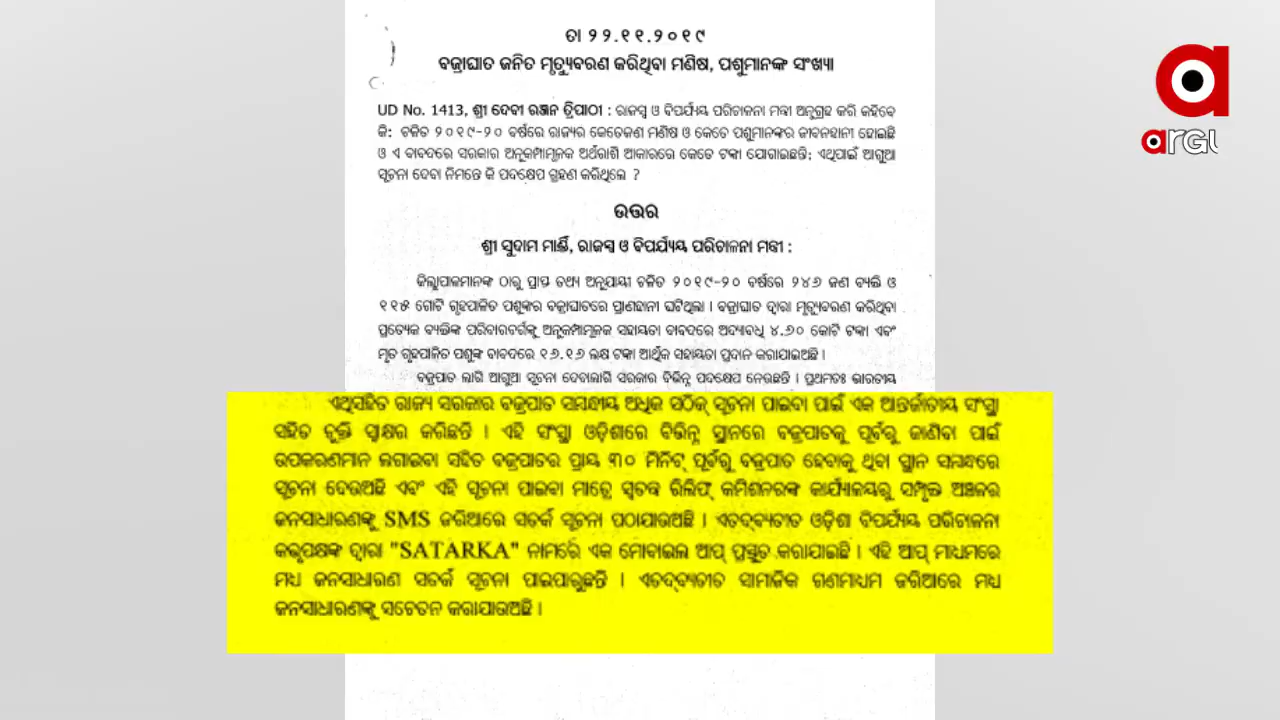 ତା ୨୨.୧୧.୨୦୧୯
ବଜ୍ରାଘାତ ଜନିତ ମୃତ୍ୟୁବରଣ କରିଥିବା ମଣିଷ, ପଶୁମାନଙ୍କ ସଂଖ୍ୟା
UD No. 1413, ଶ୍ରୀ ଦେବୀ ରଞ୍ଜନ ତ୍ରିପାଠୀ : ରାଜସ୍ୱ ଓ ବିପର୍ଯ୍ୟୟ ପରିଚାଳନା ମନ୍ତ୍ରୀ ଅନୁଗ୍ରହ କରି କହିବେ
କି: ଚଳିତ ୨୦୧୯-୨୦ ବର୍ଷରେ ରାଜ୍ୟର କେତେଜଣ ମଣିଷ ଓ କେତେ ପଶୁମାନଙ୍କର ଜୀବନହାନୀ ହୋଇଛି
ଓ ଏ ବାବଦରେ ସରକାର ଅନୁକମ୍ପାମୂଳକ ଅର୍ଥରାଶି ଆକାରରେ କେତେ ଟଙ୍କା ଯୋଗାଇଛନ୍ତି; ଏଥିପାଇଁ ଆଗୁଆ
ସୂଚନା ଦେବା ନିମନ୍ତେ କି ପଦକ୍ଷେପ ଗ୍ରହଣ କରିଥିଲେ ?
ଉତ୍ତର
ଶ୍ରୀ ସୁଦାମ ମାର୍ଣ୍ଡି, ରାଜସ୍ୱ ଓ ବିପର୍ଯ୍ୟୟ ପରିଚାଳନା ମନ୍ତ୍ରୀ :
ଜିଲ୍ଲାପାଳମାନଙ୍କ ଠାରୁ ପ୍ରାପ୍ତ ତଥ୍ୟ ଅନୁଯାୟୀ ଚଳିତ ୨୦୧୯-୨୦ ବର୍ଷରେ ୨୪୬ ଜଣ ବ୍ୟକ୍ତି ଓ
୧୧୫ ଗୋଟି ଗୃହପାଳିତ ପଶୁଙ୍କର ବଜ୍ରାଘାତରେ ପ୍ରାଣହାନୀ ଘଟିଥିଲା । ବଜ୍ରାଘାତ ଦ୍ୱାରା ମୃତ୍ୟୁବରଣ କରିଥିବା
ପ୍ରତ୍ୟେକ ବ୍ୟକ୍ତିଙ୍କ ପରିବାରବର୍ଗଙ୍କୁ ଅନୁକମ୍ପାମୂଳକ ସହାୟତା ବାବଦରେ ଅଦ୍ୟାବଧି ୪.୬୦ କୋଟି ଟଙ୍କା ଏବଂ
ମୃତ ଗୃହପାଳିତ ପଶୁଙ୍କ ବାବଦରେ ୧୬.୧୬ ଲକ୍ଷ ଟଙ୍କା ଆର୍ଥିକ ସହାୟତା ପ୍ରଦାନ କରାଯାଇଅଛି ।
ବଜ୍ରପାତ ଲାଗି ଆଗୁଆ ସୂଚନା ଦେବାଲାଗି ସରକାର ବିଭିନ୍ନ ପଦକ୍ଷେପ ନେଉଛନ୍ତି । ପ୍ରଥମତଃ ଭାରତୀୟ
ଏଥିସହିତ ରାଜ୍ୟ ସରକାର ବଜ୍ରପାତ ସମ୍ବନ୍ଧୀୟ ଅଧିକ ସଠିକ୍ ସୂଚନା ପାଇବା ପାଇଁ ଏକ ଆନ୍ତର୍ଜାତୀୟ ସଂସ୍ଥା
ସହିତ ଚୁକ୍ତି ସ୍ୱାକ୍ଷର କରିଛନ୍ତି । ଏହି ସଂସ୍ଥା ଓଡ଼ିଶାରେ ବିଭିନ୍ନ ସ୍ଥାନରେ ବଜ୍ରପାତକୁ ପୂର୍ବରୁ ଜାଣିବା ପାଇଁ
ଉପକରଣମାନ ଲଗାଇବା ସହିତ ବଜ୍ରପାତର ପ୍ରାୟ ୩୦ ମିନିଟ୍ ପୂର୍ବରୁ ବଜ୍ରପାତ ହେବାକୁ ଥିବା ସ୍ଥାନ ସମ୍ବନ୍ଧରେ
ସୂଚନା ଦେଉଅଛି ଏବଂ ଏହି ସୂଚନା ପାଇବା ମାତ୍ରେ ସ୍ୱତନ୍ତ୍ର ରିଲିଫ୍ କମିଶନରଙ୍କ କାର୍ଯ୍ୟାଳୟରୁ ସମ୍ପୃକ୍ତ ଅଞ୍ଚଳର
ଜନସାଧାରଣଙ୍କୁ SMS ଜରିଆରେ ସତର୍କ ସୂଚନା ପଠାଯାଉଅଛି । ଏତଦ୍‌ବ୍ୟତୀତ ଓଡ଼ିଶା ବିପର୍ଯ୍ୟୟ ପରିଚାଳନା
କର୍ତ୍ତୃପକ୍ଷଙ୍କ ଦ୍ୱାରା "SATARKA" ନାମରେ ଏକ ମୋବାଇଲ ଆପ୍ ପ୍ରସ୍ତୁତ କରାଯାଇଛି । ଏହି ଆପ୍ ମାଧ୍ୟମରେ
ମଧ୍ୟ ଜନସାଧାରଣ ସତର୍କ ସୂଚନା ପାଇପାରୁଛନ୍ତି । ଏତଦ୍‌ବ୍ୟତୀତ ସାମାଜିକ ଗଣମାଧ୍ୟମ ଜରିଆରେ ମଧ୍ୟ
ଜନସାଧାରଣଙ୍କୁ ସଚେତନ କରାଯାଉଅଛି ।
a
argu